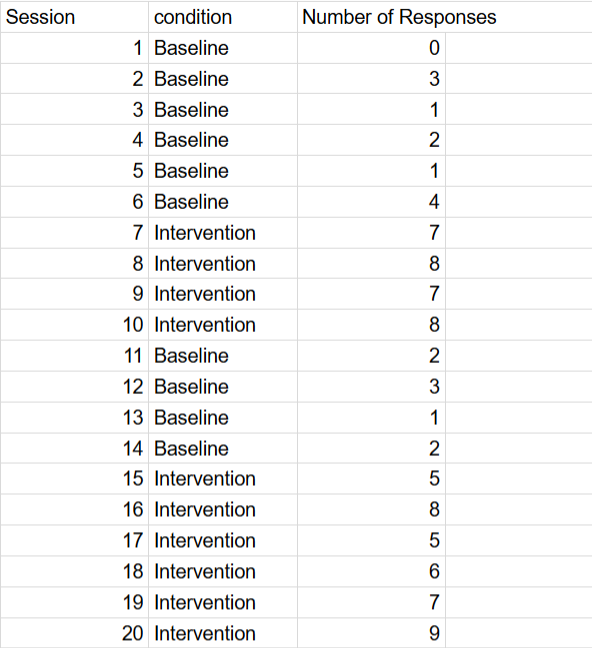 Session condition Number of Responses
1 Baseline 0
2 Baseline 3
3 Baseline 1
4 Baseline 2
5 Baseline 1
6 Baseline 4
7 Intervention 7
8 Intervention 8
9 Intervention 7
10 Intervention 8
11 Baseline 2
12 Baseline 3
13 Baseline 1
14 Baseline 2
15 Intervention 5
16 Intervention 8
17 Intervention 5
18 Intervention 6
19 Intervention 7
20 Intervention 9